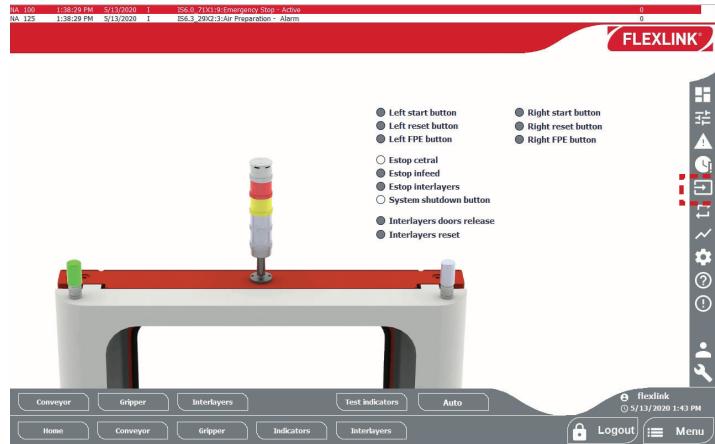 NA 100 1:38:29 PM 5/13/2020 I IS6.0_71X1:9:Emergency Stop - Active 0
NA 125 1:38:29 PM 5/13/2020 I IS6.3_29X2:3:Air Preparation - Alarm 0
FLEXLINK®
Left start button
Left reset button
Left FPE button
Right start button
Right reset button
Right FPE button
Estop cetral
Estop infeed
Estop interlayers
System shutdown button
Interlayers doors release
Interlayers reset
Conveyor Gripper Interlayers Test indicators Auto
flexlink
5/13/2020 1:43 PM
Home Conveyor Gripper Indicators Interlayers Logout Menu